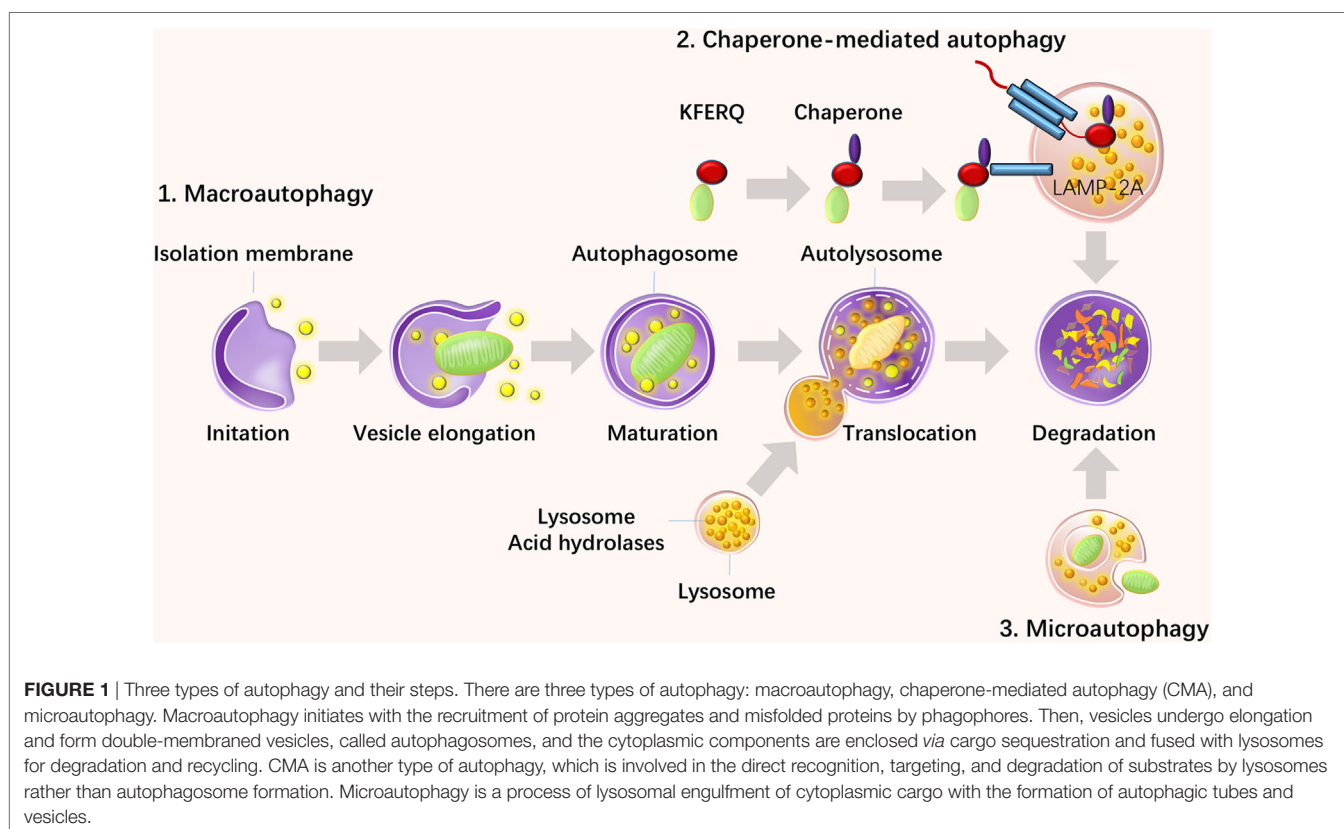 2. Chaperone-mediated autophagy
KFERQ
Chaperone
LAMP-2A
1. Macroautophagy
Isolation membrane
Autophagosome
Autolysosome
Initation
Vesicle elongation
Maturation
Translocation
Degradation
Lysosome
Acid hydrolases
Lysosome
3. Microautophagy
FIGURE 1 | Three types of autophagy and their steps. There are three types of autophagy: macroautophagy, chaperone-mediated autophagy (CMA), and
microautophagy. Macroautophagy initiates with the recruitment of protein aggregates and misfolded proteins by phagophores. Then, vesicles undergo elongation
and form double-membraned vesicles, called autophagosomes, and the cytoplasmic components are enclosed via cargo sequestration and fused with lysosomes
for degradation and recycling. CMA is another type of autophagy, which is involved in the direct recognition, targeting, and degradation of substrates by lysosomes
rather than autophagosome formation. Microautophagy is a process of lysosomal engulfment of cytoplasmic cargo with the formation of autophagic tubes and
vesicles.